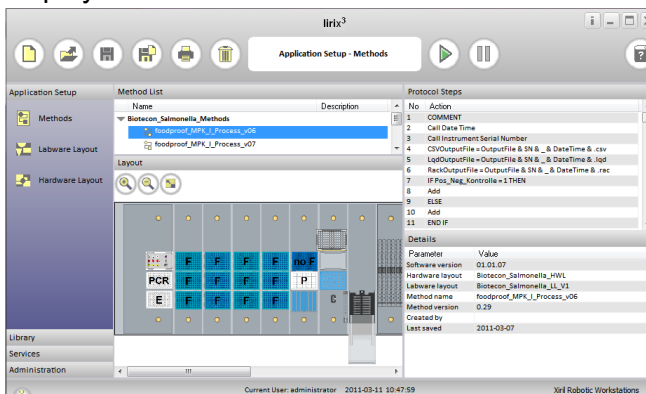 lirix³
i
Application Setup - Methods
?
Application Setup
Method List
Protocol Steps
Methods
Labware Layout
Hardware Layout
Name Description
Biotecon_Salmonella_Methods
foodproof_MPK_I_Process_v06
foodproof_MPK_I_Process_v07
Layout
no F
F F F F
F F F F
F F F F
PCR
P
E
C
No Action
1 COMMENT
2 Call Date Time
3 Call Instrument Serial Number
4 CSVOutputFile = OutputFile & SN & _ & DateTime & .csv
5 LqdOutputFile = OutputFile & SN & _ & DateTime & .lqd
6 RackOutputFile = OutputFile & SN & _ & DateTime & .rac
7 IF Pos_Neg_Kontrolle = 1 THEN
8 Add
9 ELSE
10 Add
11 END IF
Details
Parameter Value
Software version 01.01.07
Hardware layout Biotecon_Salmonella_HWL
Labware layout Biotecon_Salmonella_LL_V1
Method name foodproof_MPK_I_Process_v06
Method version 0.29
Created by
Last saved 2011-03-07
Library
Services
Administration
Current User: administrator 2011-03-11 10:47:59
Xiril Robotic Workstations